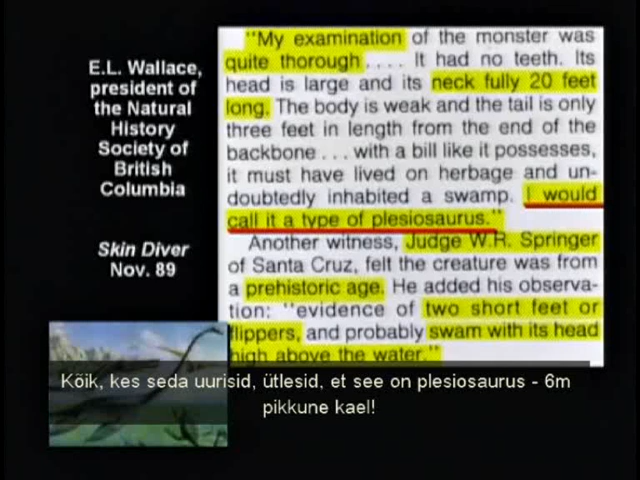 E.L. Wallace,
president of
the Natural
History
Society of
British
Columbia
Skin Diver
Nov. 89
"My examination of the monster was
quite thorough .... It had no teeth. Its
head is large and its neck fully 20 feet
long. The body is weak and the tail is only
three feet in length from the end of the
backbone ... with a bill like it possesses,
it must have lived on herbage and un-
doubtedly inhabited a swamp. I would
call it a type of plesiosaurus."
Another witness, Judge W.R. Springer
of Santa Cruz, felt the creature was from
a prehistoric age. He added his observa-
tion: "evidence of two short feet or
flippers, and probably swam with its head
high above the water."
Kõik, kes seda uurisid, ütlesid, et see on plesiosaurus - 6m
pikkune kael!